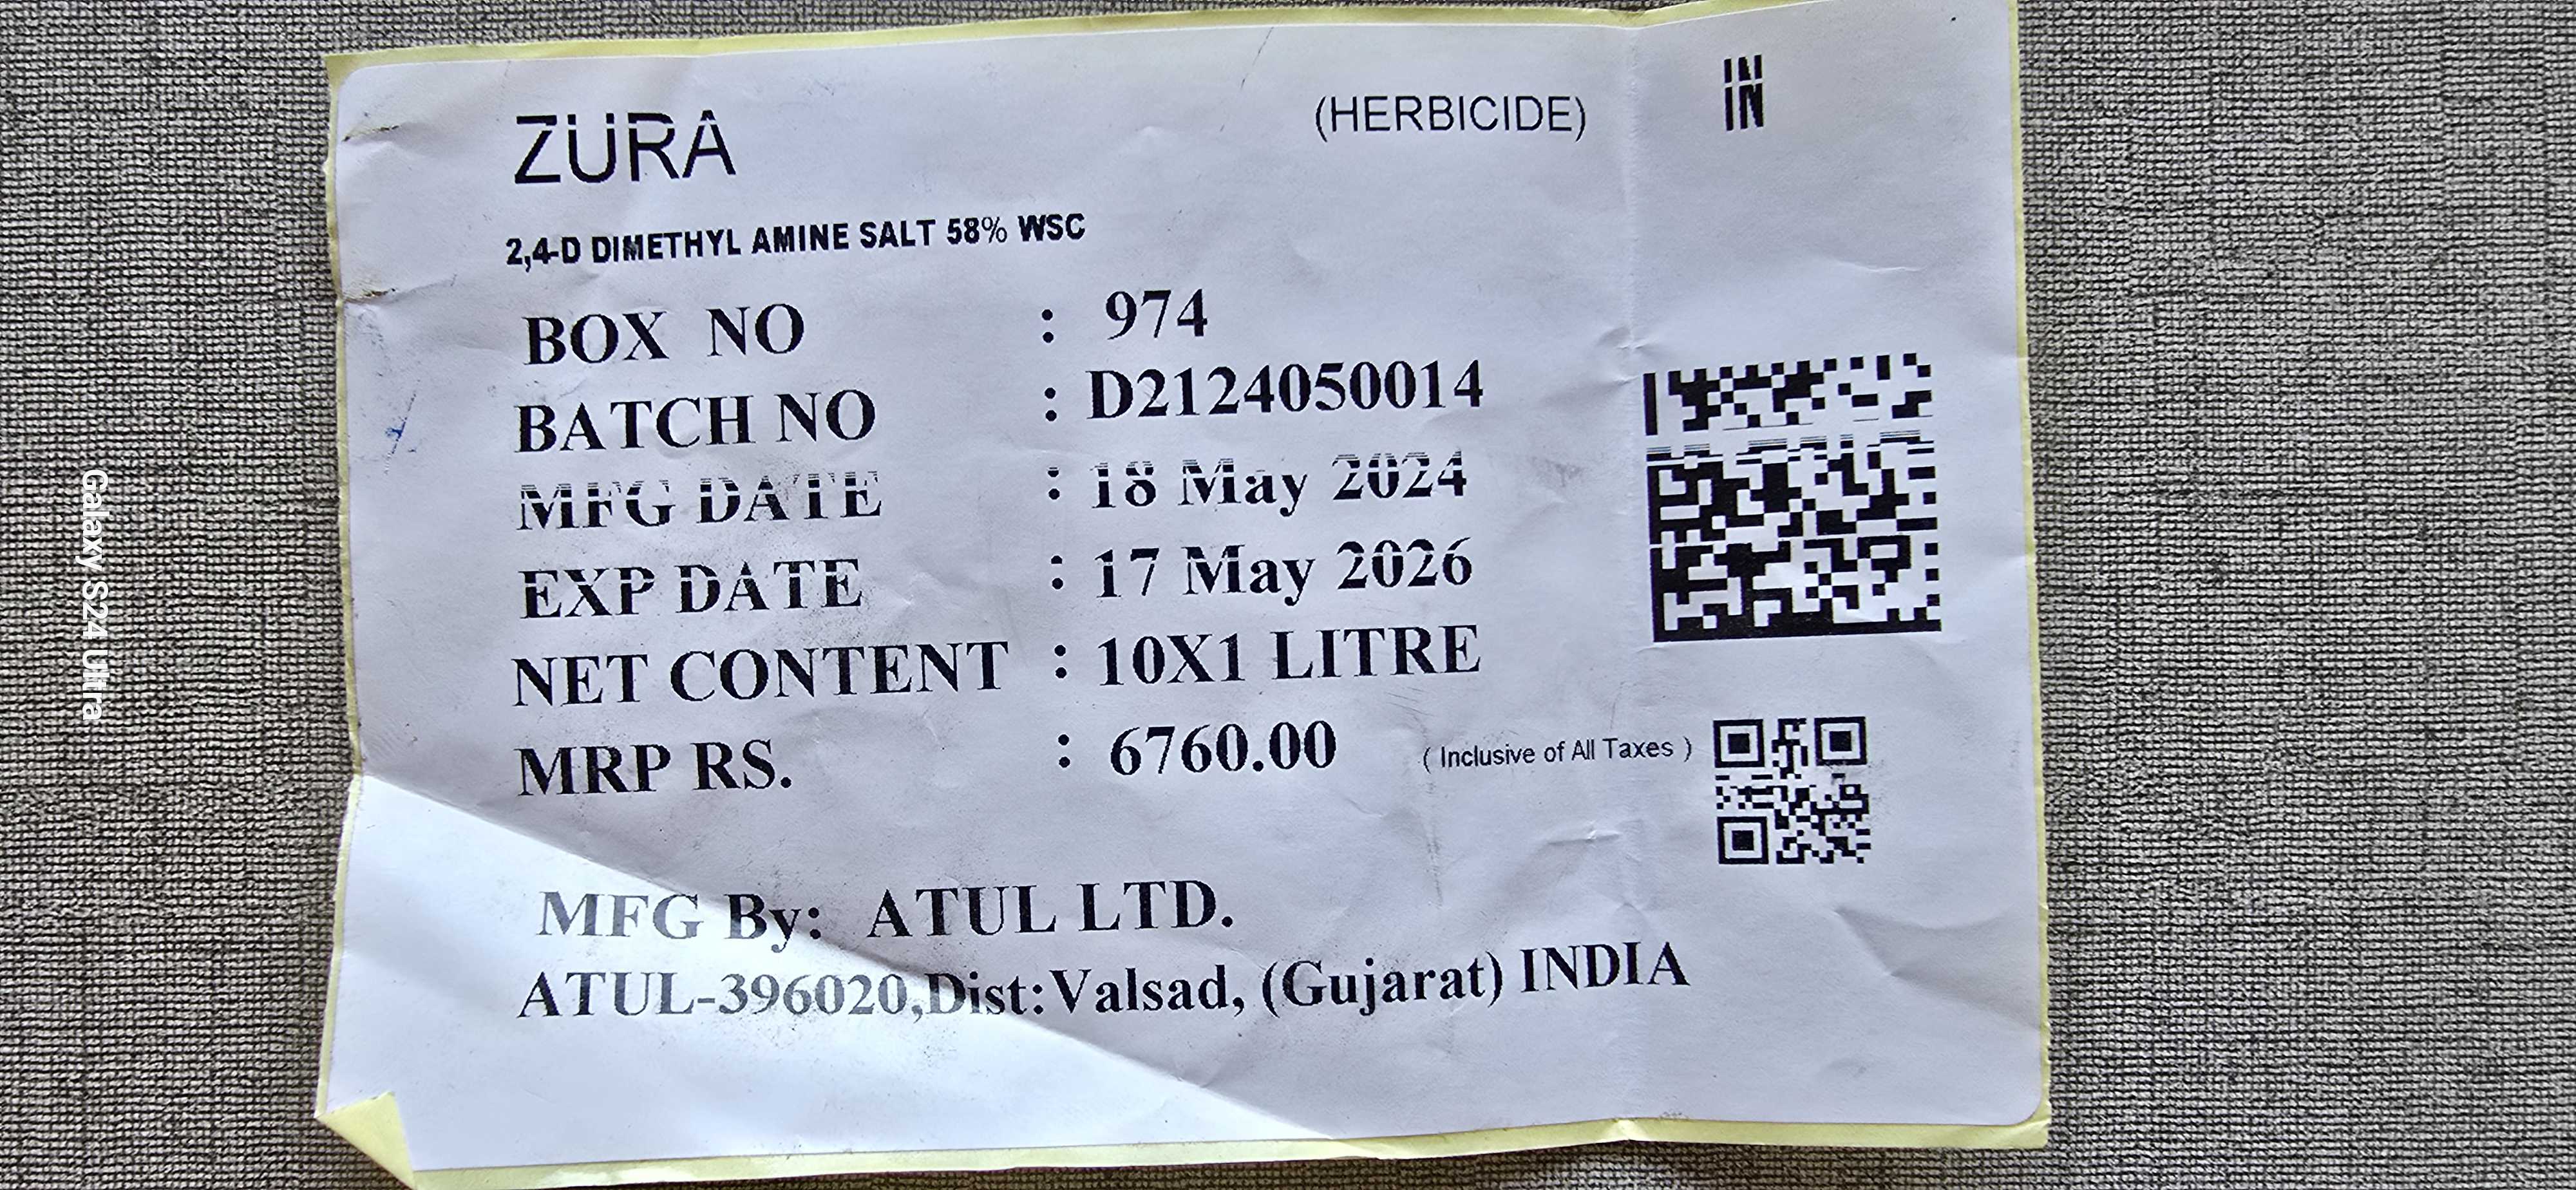 ZURA (HERBICIDE) IN
IN
2,4-D DIMETHYL AMINE SALT 58% WSC
BOX NO : 974
BATCH NO : D2124050014
MFG DATE : 18 May 2024
EXP DATE : 17 May 2026
NET CONTENT : 10X1 LITRE
MRP RS. : 6760.00 ( Inclusive of All Taxes )
MFG By: ATUL LTD.
ATUL-396020,Dist:Valsad, (Gujarat) INDIA
Galaxy S24 Ultra